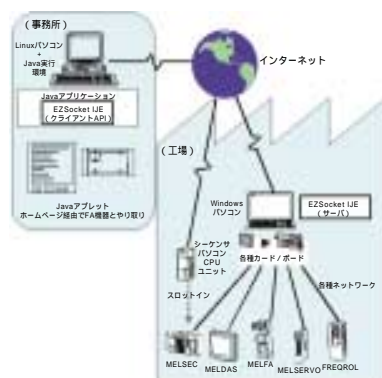 （事務所）
Linuxパソコン
+
Java実行
環境
Javaアプリケーション
EZSocket IJE
（クライアントAPI）
Javaアプレット
ホームページ経由でFA機器とやり取り
インターネット
（工場）
Windows
パソコン
EZSocket IJE
（サーバ）
シーケンサ
パソコン
CPU
ユニット
各種カード／ボード
スロットイン
各種ネットワーク
MELSEC
MELDAS
MELFA
MELSERVO
FREQROL